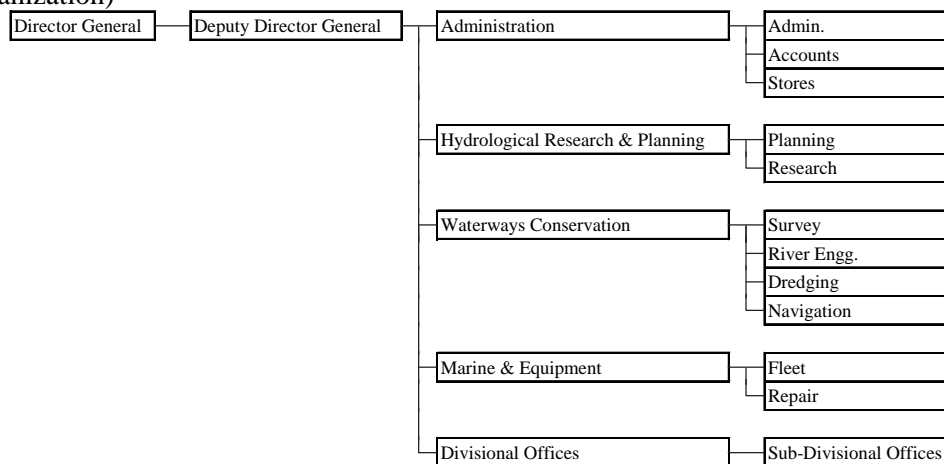 Director General
Deputy Director General
Administration
Admin.
Accounts
Stores
Hydrological Research & Planning
Planning
Research
Waterways Conservation
Survey
River Engg.
Dredging
Navigation
Marine & Equipment
Fleet
Repair
Divisional Offices
Sub-Divisional Offices